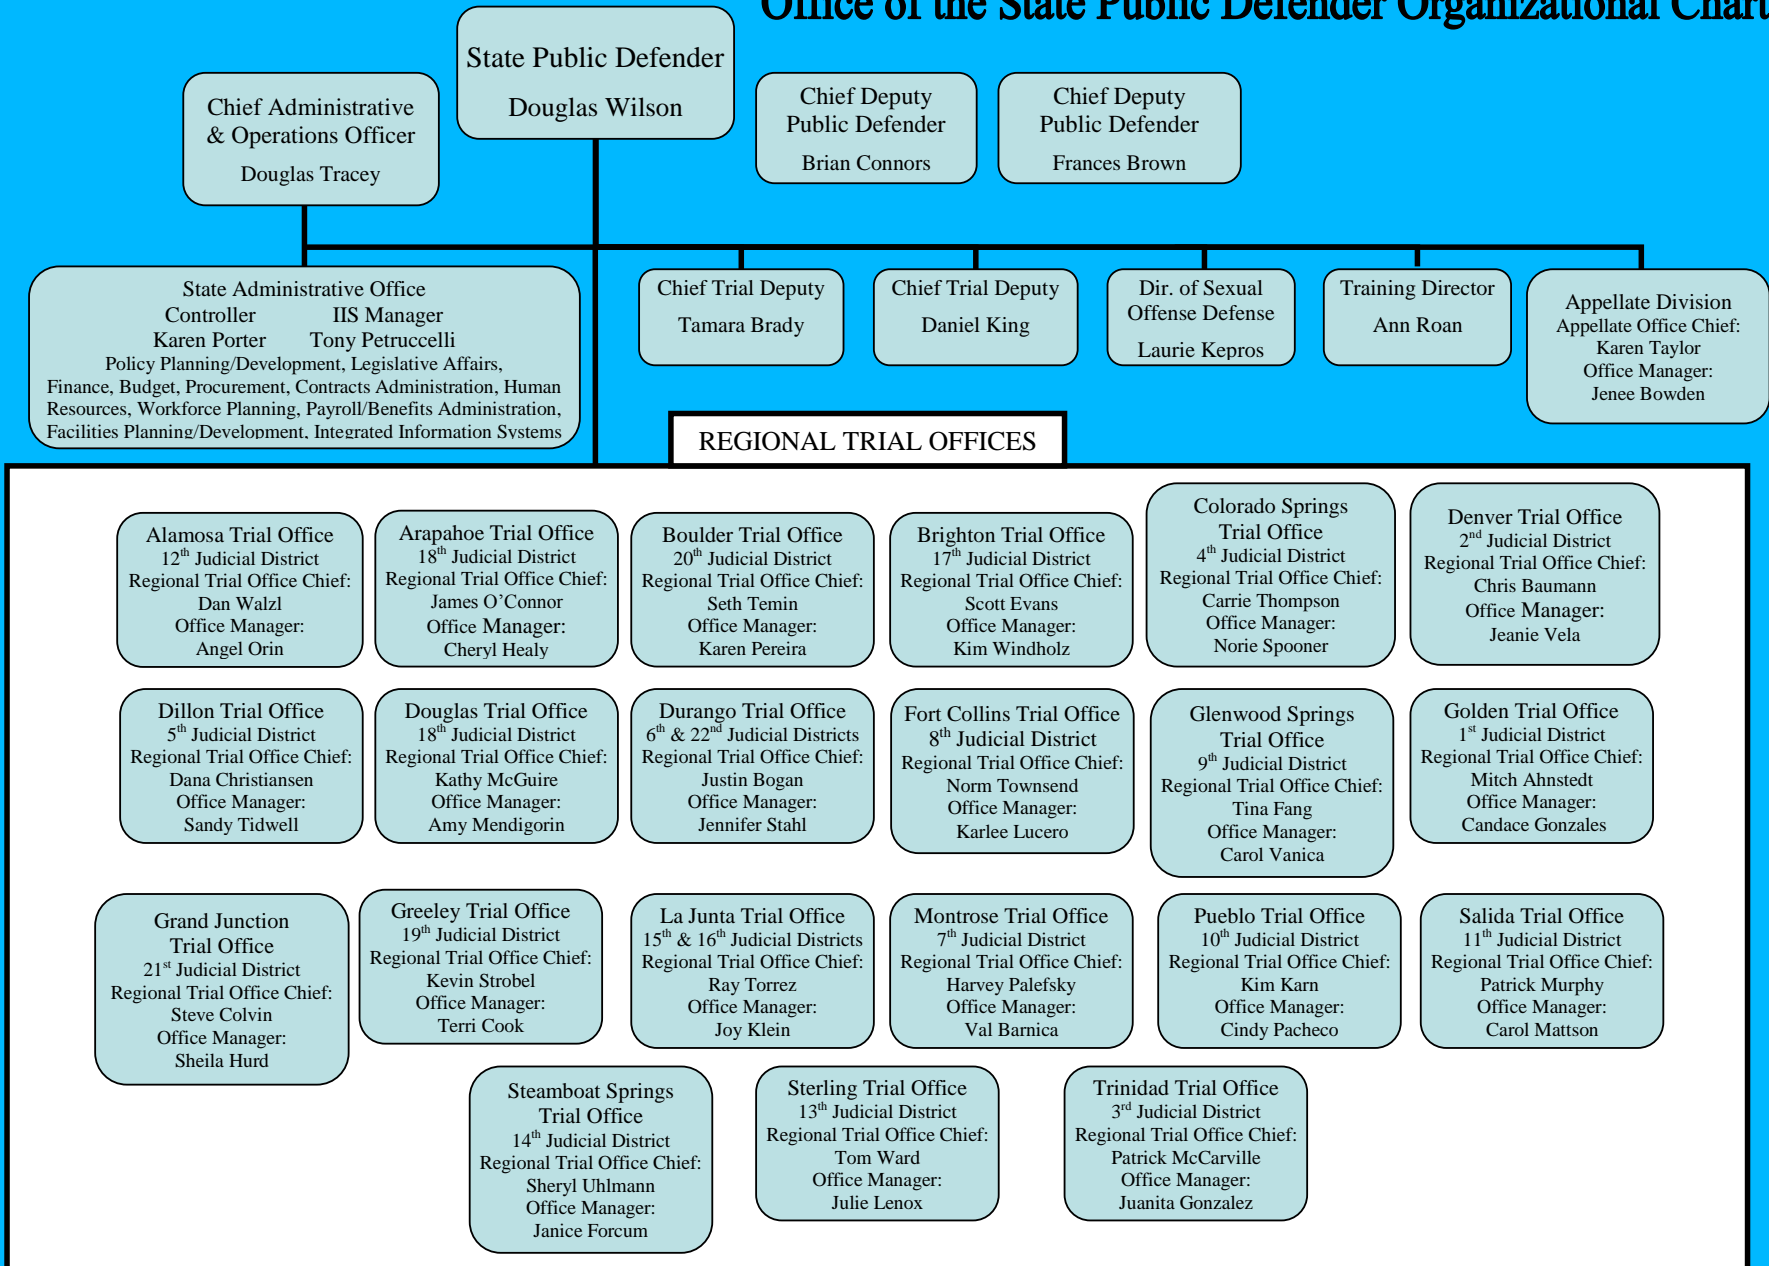 Office of the State Public Defender Organizational Chart
State Public Defender
Douglas Wilson
Chief Administrative
& Operations Officer
Douglas Tracey
Chief Deputy
Public Defender
Brian Connors
Chief Deputy
Public Defender
Frances Brown
State Administrative Office
Controller IIS Manager
Karen Porter Tony Petruccelli
Policy Planning/Development, Legislative Affairs,
Finance, Budget, Procurement, Contracts Administration, Human
Resources, Workforce Planning, Payroll/Benefits Administration,
Facilities Planning/Development, Integrated Information Systems
Chief Trial Deputy
Tamara Brady
Chief Trial Deputy
Daniel King
Dir. of Sexual
Offense Defense
Laurie Kepros
Training Director
Ann Roan
Appellate Division
Appellate Office Chief:
Karen Taylor
Office Manager:
Jenee Bowden
REGIONAL TRIAL OFFICES
Alamosa Trial Office
12th Judicial District
Regional Trial Office Chief:
Dan Walzl
Office Manager:
Angel Orin
Arapahoe Trial Office
18th Judicial District
Regional Trial Office Chief:
James O’Connor
Office Manager:
Cheryl Healy
Boulder Trial Office
20th Judicial District
Regional Trial Office Chief:
Seth Temin
Office Manager:
Karen Pereira
Brighton Trial Office
17th Judicial District
Regional Trial Office Chief:
Scott Evans
Office Manager:
Kim Windholz
Colorado Springs
Trial Office
4th Judicial District
Regional Trial Office Chief:
Carrie Thompson
Office Manager:
Norie Spooner
Denver Trial Office
2nd Judicial District
Regional Trial Office Chief:
Chris Baumann
Office Manager:
Jeanie Vela
Dillon Trial Office
5th Judicial District
Regional Trial Office Chief:
Dana Christiansen
Office Manager:
Sandy Tidwell
Douglas Trial Office
18th Judicial District
Regional Trial Office Chief:
Kathy McGuire
Office Manager:
Amy Mendigorin
Durango Trial Office
6th & 22nd Judicial Districts
Regional Trial Office Chief:
Justin Bogan
Office Manager:
Jennifer Stahl
Fort Collins Trial Office
8th Judicial District
Regional Trial Office Chief:
Norm Townsend
Office Manager:
Karlee Lucero
Glenwood Springs
Trial Office
9th Judicial District
Regional Trial Office Chief:
Tina Fang
Office Manager:
Carol Vanica
Golden Trial Office
1st Judicial District
Regional Trial Office Chief:
Mitch Ahnstedt
Office Manager:
Candace Gonzales
Grand Junction
Trial Office
21st Judicial District
Regional Trial Office Chief:
Steve Colvin
Office Manager:
Sheila Hurd
Greeley Trial Office
19th Judicial District
Regional Trial Office Chief:
Kevin Strobel
Office Manager:
Terri Cook
La Junta Trial Office
15th & 16th Judicial Districts
Regional Trial Office Chief:
Ray Torrez
Office Manager:
Joy Klein
Montrose Trial Office
7th Judicial District
Regional Trial Office Chief:
Harvey Palefsky
Office Manager:
Val Barnica
Pueblo Trial Office
10th Judicial District
Regional Trial Office Chief:
Kim Karn
Office Manager:
Cindy Pacheco
Salida Trial Office
11th Judicial District
Regional Trial Office Chief:
Patrick Murphy
Office Manager:
Carol Mattson
Steamboat Springs
Trial Office
14th Judicial District
Regional Trial Office Chief:
Sheryl Uhlmann
Office Manager:
Janice Forcum
Sterling Trial Office
13th Judicial District
Regional Trial Office Chief:
Tom Ward
Office Manager:
Julie Lenox
Trinidad Trial Office
3rd Judicial District
Regional Trial Office Chief:
Patrick McCarville
Office Manager:
Juanita Gonzalez